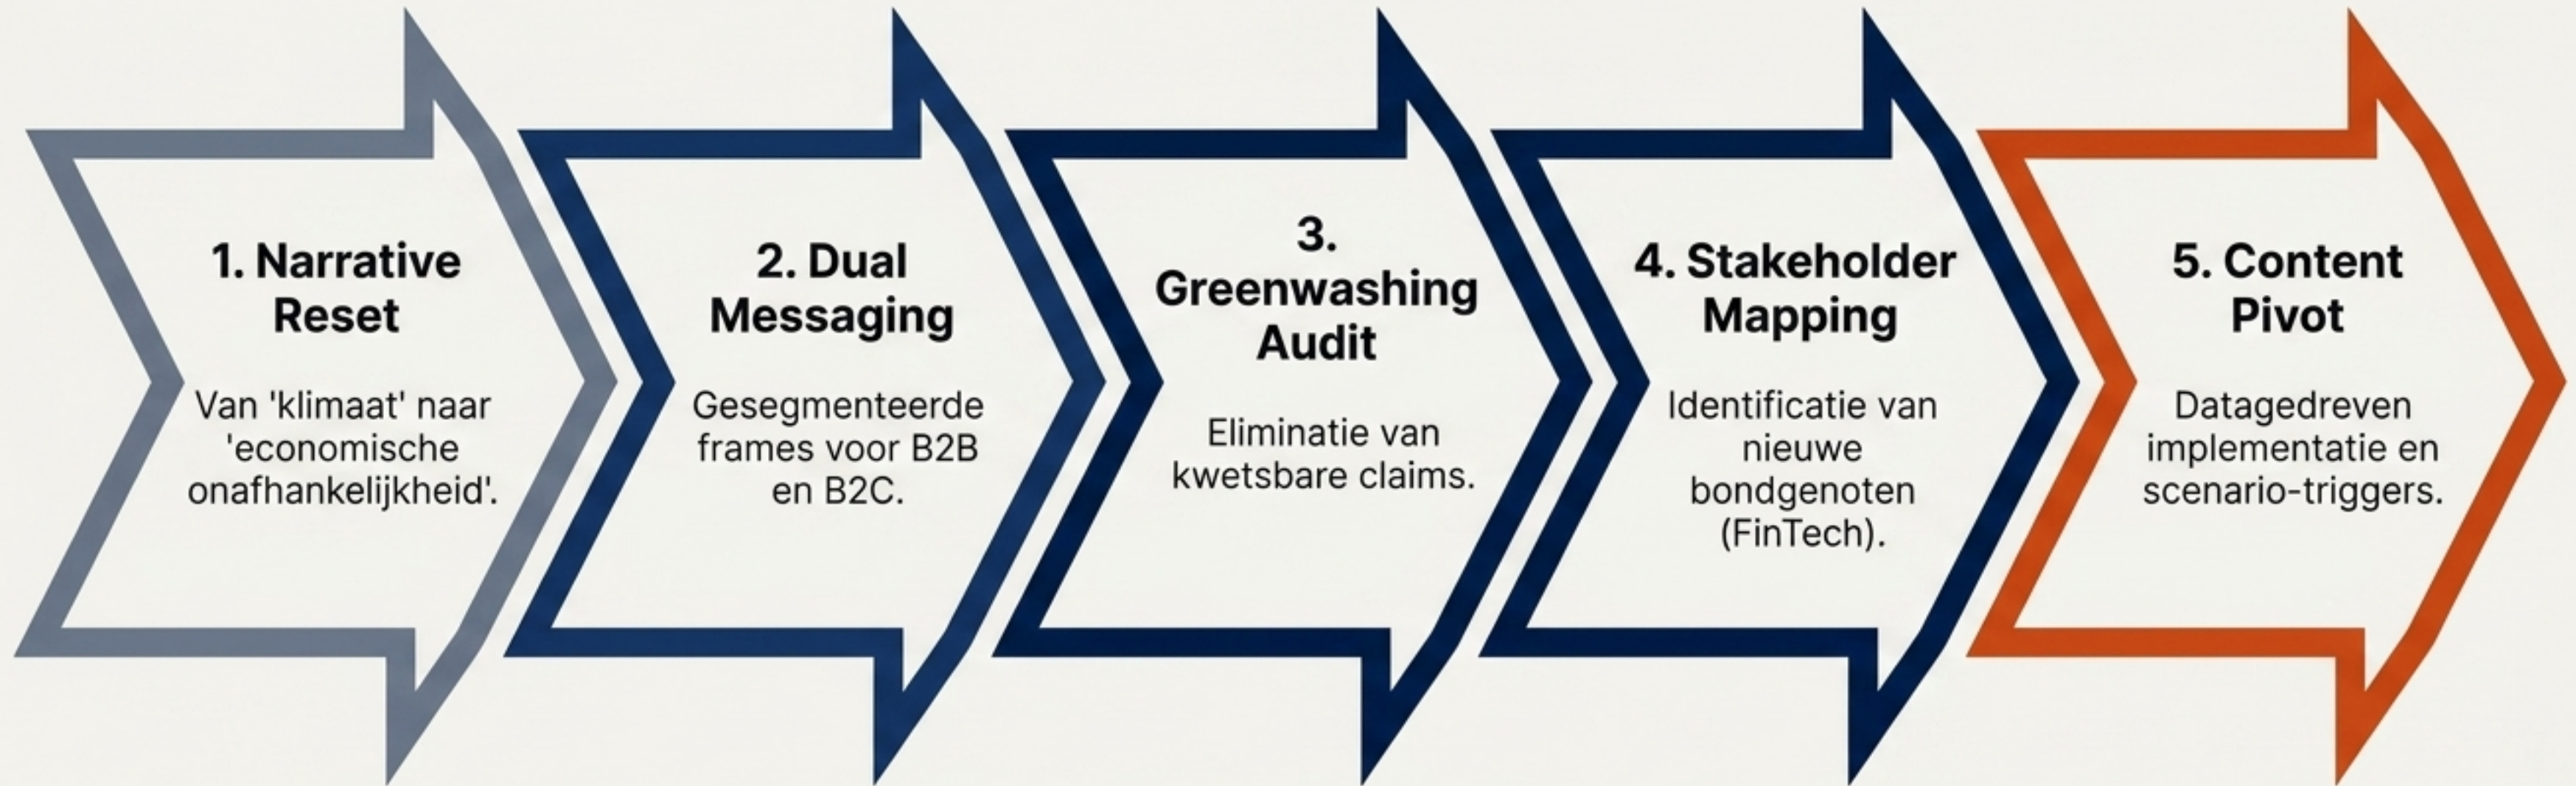 1. Narrative
Reset
Van 'klimaat' naar
'economische
onafhankelijkheid'.
2. Dual
Messaging
Gesegmenteerde
frames voor B2B
en B2C.
3.
Greenwashing
Audit
Eliminatie van
kwetsbare claims.
4. Stakeholder
Mapping
Identificatie van
nieuwe
bondgenoten
(FinTech).
5. Content
Pivot
Datagedreven
implementatie en
scenario-triggers.